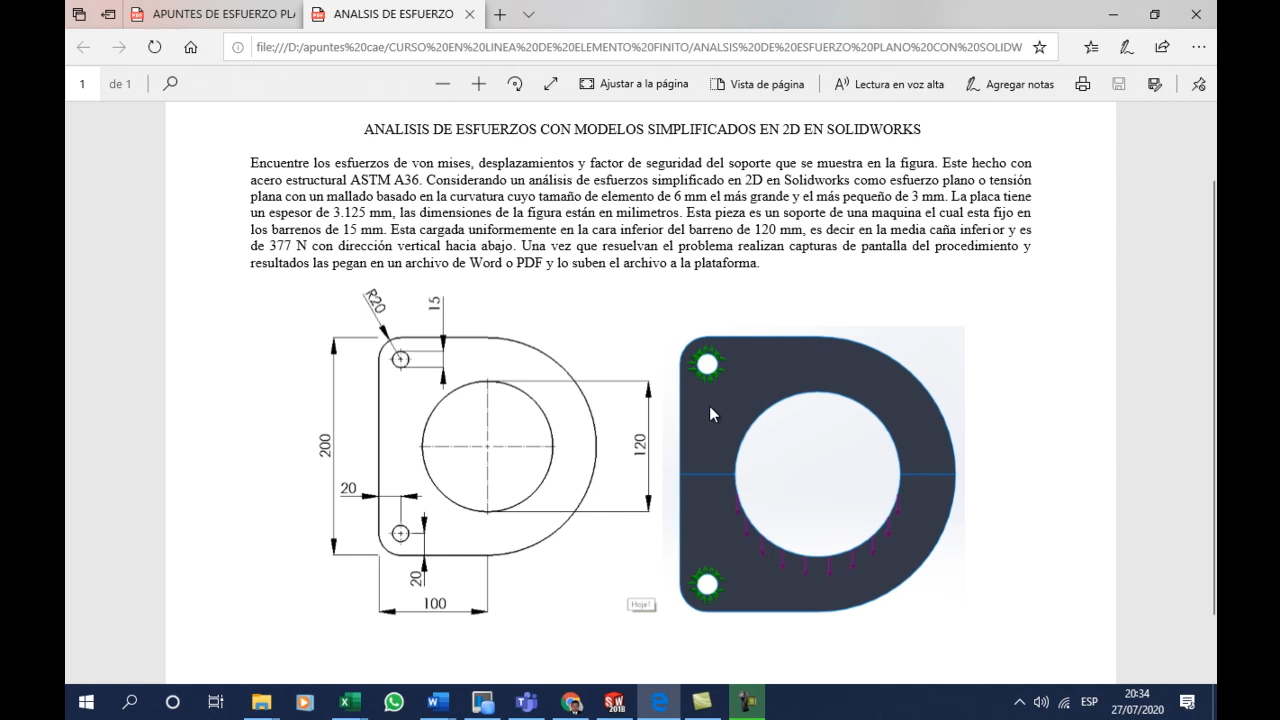 APUNTES DE ESFUERZO PLA
ANALSIS DE ESFUERZO
file:///D:/apuntes%20cae/CURSO%20EN%20LINEA%20DE%20ELEMENTO%20FINITO/ANALSIS%20DE%20ESFUERZO%20PLANO%20CON%20SOLIDW
1 de 1
Ajustar a la página
Vista de página
Lectura en voz alta
Agregar notas
ANALISIS DE ESFUERZOS CON MODELOS SIMPLIFICADOS EN 2D EN SOLIDWORKS
Encuentre los esfuerzos de von mises, desplazamientos y factor de seguridad del soporte que se muestra en la figura. Este hecho con
acero estructural ASTM A36. Considerando un análisis de esfuerzos simplificado en 2D en Solidworks como esfuerzo plano o tensión
plana con un mallado basado en la curvatura cuyo tamaño de elemento de 6 mm el más grande y el más pequeño de 3 mm. La placa tiene
un espesor de 3.125 mm, las dimensiones de la figura están en milimetros. Esta pieza es un soporte de una maquina el cual esta fijo en
los barrenos de 15 mm. Esta cargada uniformemente en la cara inferior del barreno de 120 mm, es decir en la media caña inferior y es
de 377 N con dirección vertical hacia abajo. Una vez que resuelvan el problema realizan capturas de pantalla del procedimiento y
resultados las pegan en un archivo de Word o PDF y lo suben el archivo a la plataforma.
R20
15
200
120
20
20
100
Hoja1
SW
2018
ESP
20:34
27/07/2020